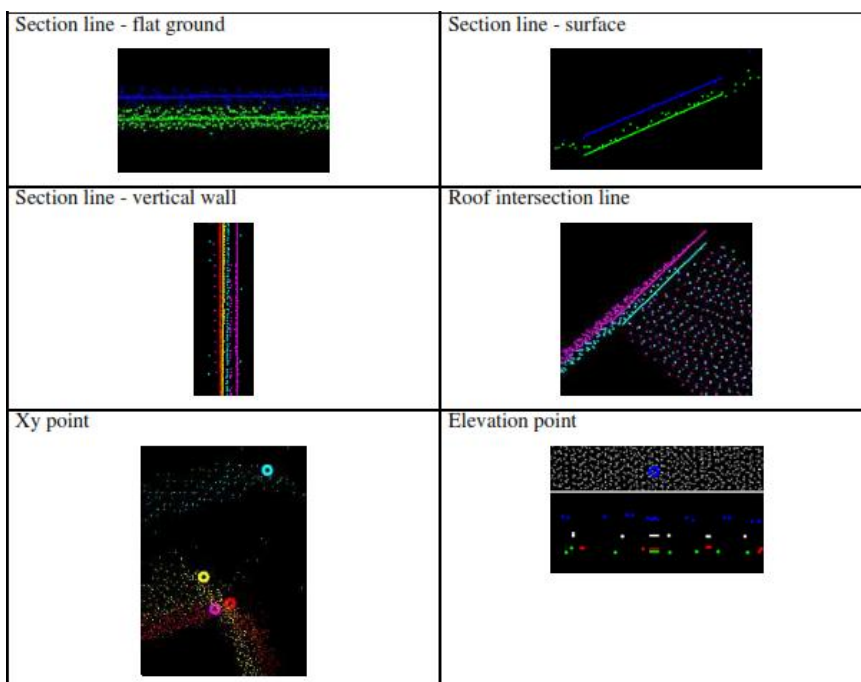 Section line - flat ground
Section line - surface
Section line - vertical wall
Roof intersection line
Xy point
Elevation point